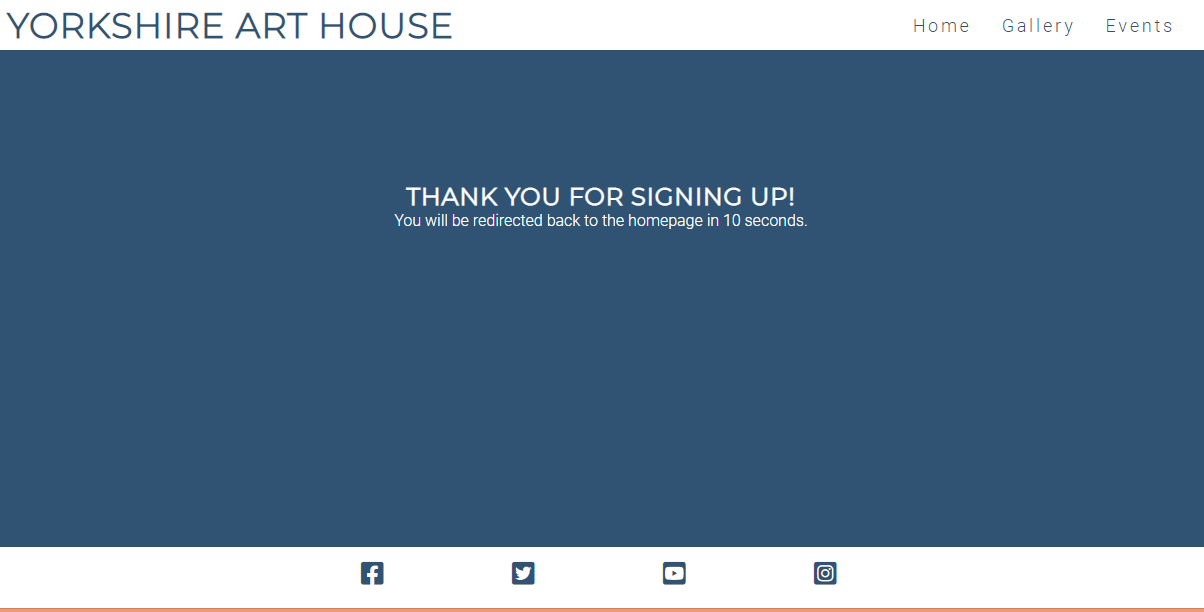 YORKSHIRE ART HOUSE
Home Gallery Events
THANK YOU FOR SIGNING UP!
You will be redirected back to the homepage in 10 seconds.